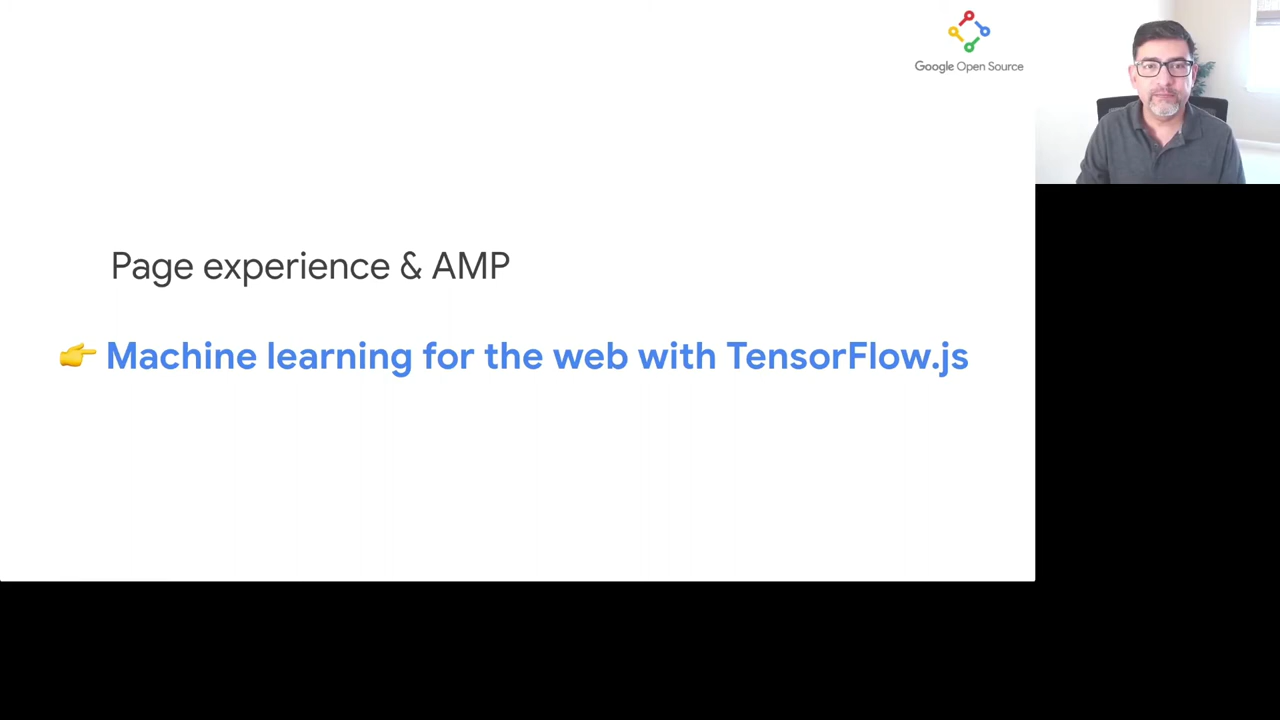 Google Open Source
Page experience & AMP
👉 Machine learning for the web with TensorFlow.js